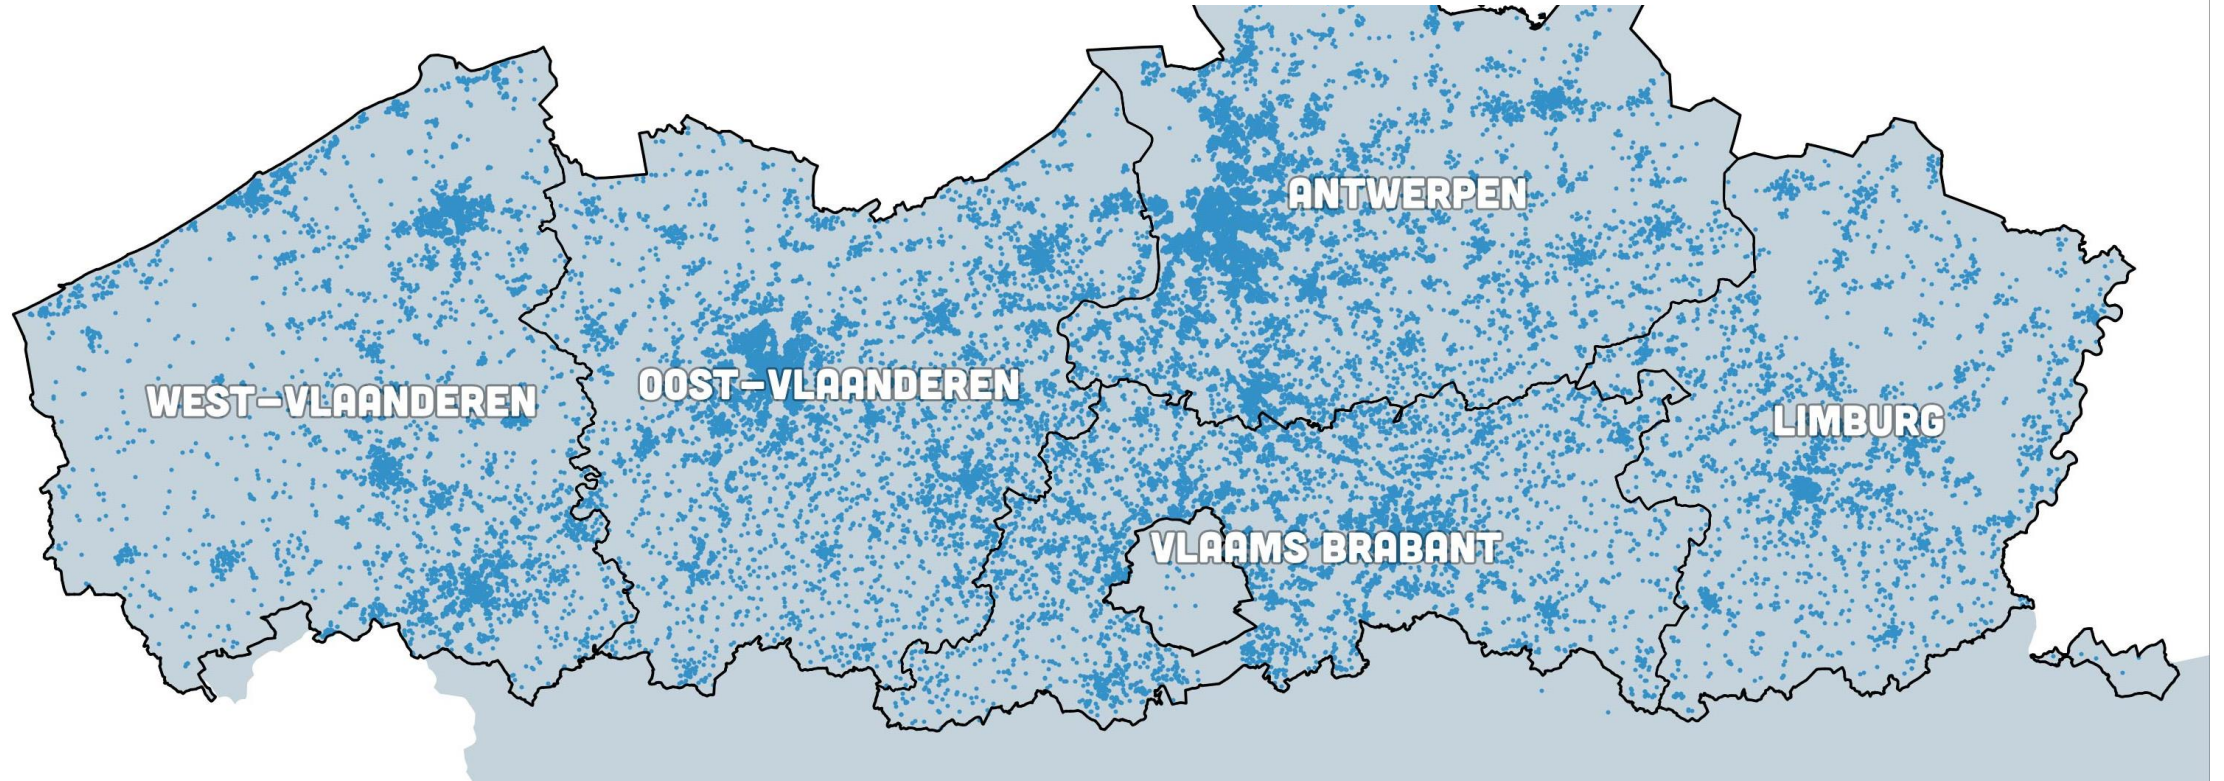 ANTWERPEN
WEST-VLAANDEREN
OOST-VLAANDEREN
LIMBURG
VLAAMS BRABANT